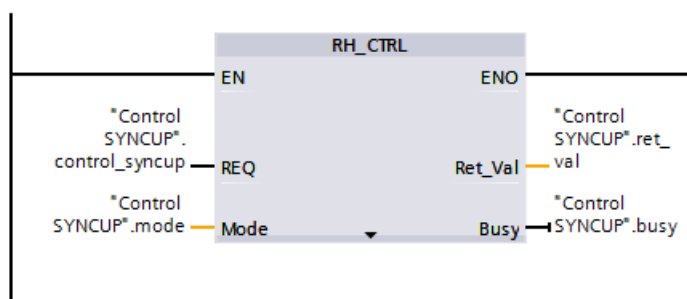 RH_CTRL
EN
ENO
"Control
SYNCUP".
control_syncup
REQ
Ret_Val
"Control
SYNCUP".ret_
val
"Control
SYNCUP".mode
Mode
Busy
"Control
SYNCUP".busy